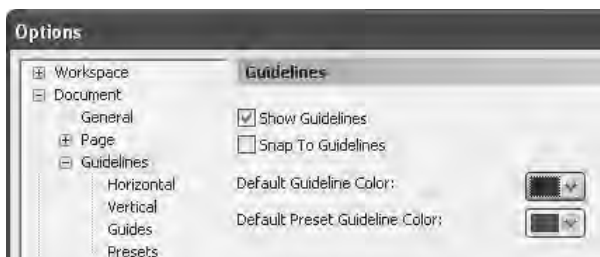 Options
Workspace
Document
General
Page
Guidelines
Horizontal
Vertical
Guides
Presets
Guidelines
Show Guidelines
Snap To Guidelines
Default Guideline Color:
Default Preset Guideline Color: